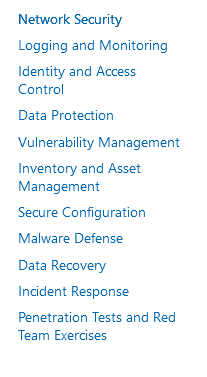 Network Security
Logging and Monitoring
Identity and Access
Control
Data Protection
Vulnerability Management
Inventory and Asset
Management
Secure Configuration
Malware Defense
Data Recovery
Incident Response
Penetration Tests and Red
Team Exercises